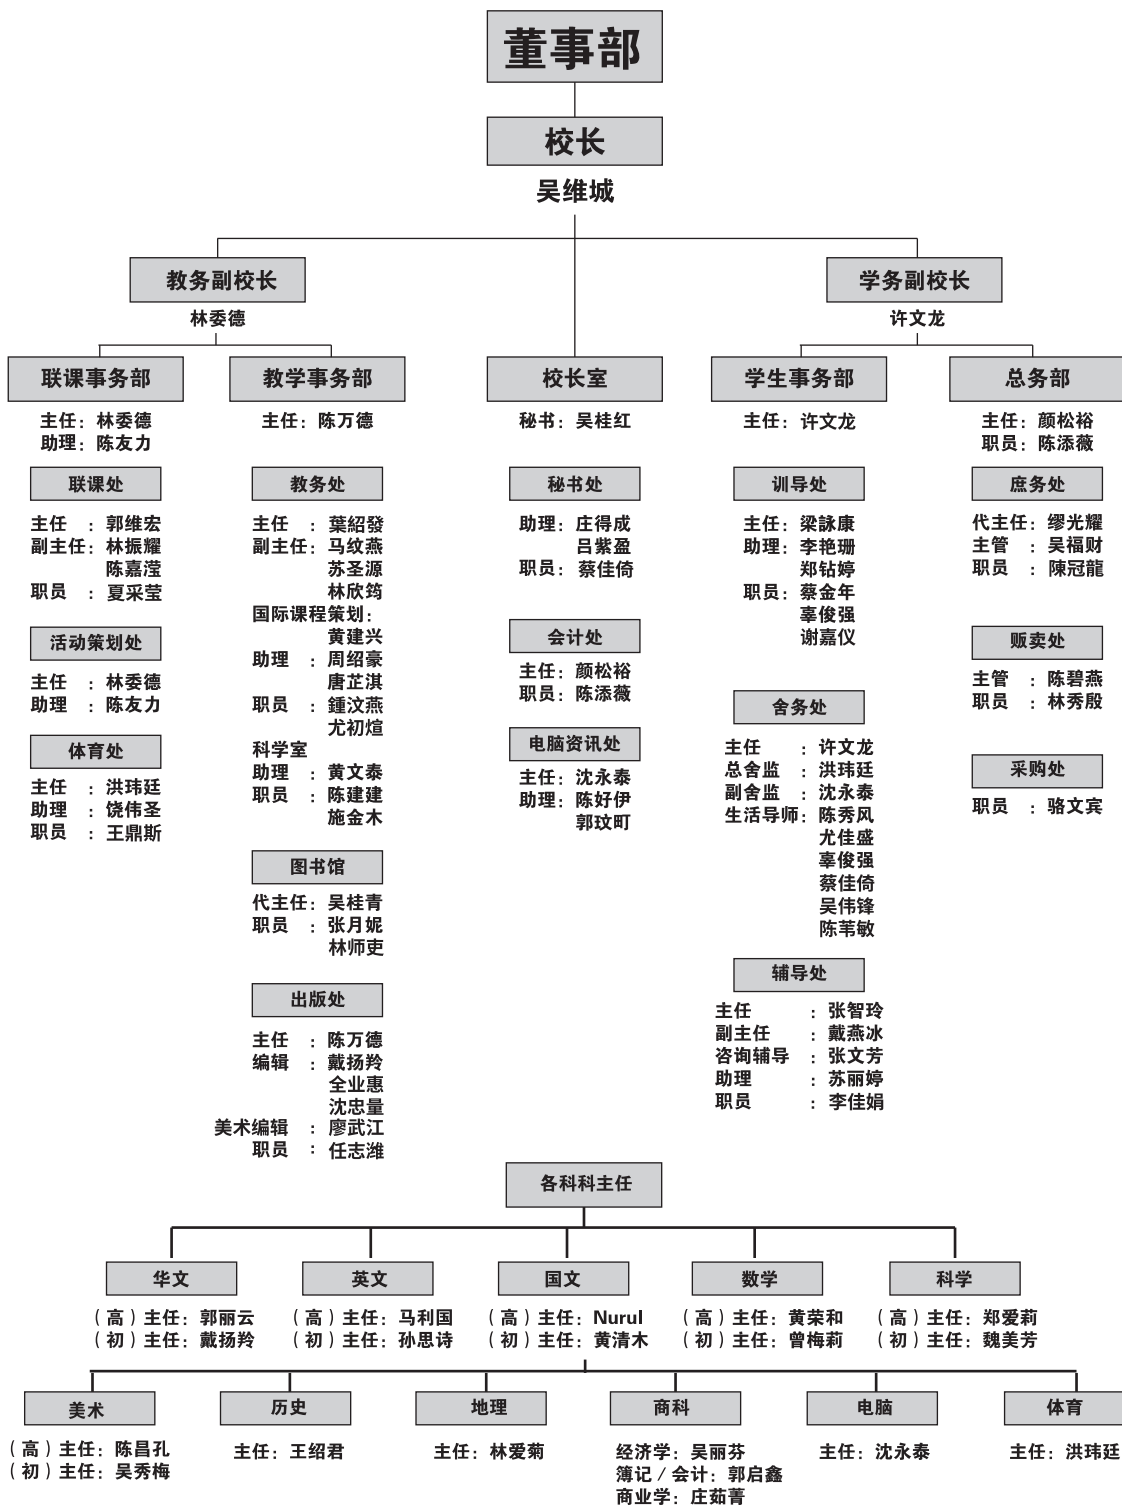 董事部
校长
吴维城
教务副校长
林委德
学务副校长
许文龙
联课事务部
主任：林委德
助理：陈友力
联课处
主任 ：郭维宏
副主任：林振耀
陈嘉滢
职员 ：夏采莹
活动策划处
主任 ：林委德
助理 ：陈友力
体育处
主任 ：洪玮廷
助理 ：饶伟圣
职员 ：王鼎斯
教学事务部
主任：陈万德
教务处
主任 ：葉紹發
副主任：马纹燕
苏圣源
林欣筠
国际课程策划：
黄建兴
助理 ：周绍豪
唐芷淇
职员 ：鍾汶燕
尤初煊
科学室
助理 ：黄文泰
职员 ：陈建建
施金木
图书馆
代主任：吴桂青
职员 ：张月妮
林师吏
出版处
主任 ：陈万德
编辑 ：戴扬羚
全业惠
沈忠量
美术编辑 ：廖武江
职员 ：任志潍
校长室
秘书：吴桂红
秘书处
助理：庄得成
吕紫盈
职员：蔡佳倚
会计处
主任：颜松裕
职员：陈添薇
电脑资讯处
主任：沈永泰
助理：陈好伊
郭玟町
学生事务部
主任：许文龙
训导处
主任：梁詠康
助理：李艳珊
郑钻婷
职员：蔡金年
辜俊强
谢嘉仪
舍务处
主任 ：许文龙
总舍监 ：洪玮廷
副舍监 ：沈永泰
生活导师：陈秀风
尤佳盛
辜俊强
蔡佳倚
吴伟锋
陈苇敏
辅导处
主任 ：张智玲
副主任 ：戴燕冰
咨询辅导 ：张文芳
助理 ：苏丽婷
职员 ：李佳娟
总务部
主任：颜松裕
职员：陈添薇
庶务处
代主任：缪光耀
主管 ：吴福财
职员 ：陳冠龍
贩卖处
主管 ：陈碧燕
职员 ：林秀殷
采购处
职员 ：骆文宾
各科科主任
华文
（高）主任：郭丽云
（初）主任：戴扬羚
英文
（高）主任：马利国
（初）主任：孙思诗
国文
（高）主任：Nurul
（初）主任：黄清木
数学
（高）主任：黄荣和
（初）主任：曾梅莉
科学
（高）主任：郑爱莉
（初）主任：魏美芳
美术
（高）主任：陈昌孔
（初）主任：吴秀梅
历史
主任：王绍君
地理
主任：林爱菊
商科
经济学：吴丽芬
簿记／会计：郭启鑫
商业学：庄茹菁
电脑
主任：沈永泰
体育
主任：洪玮廷